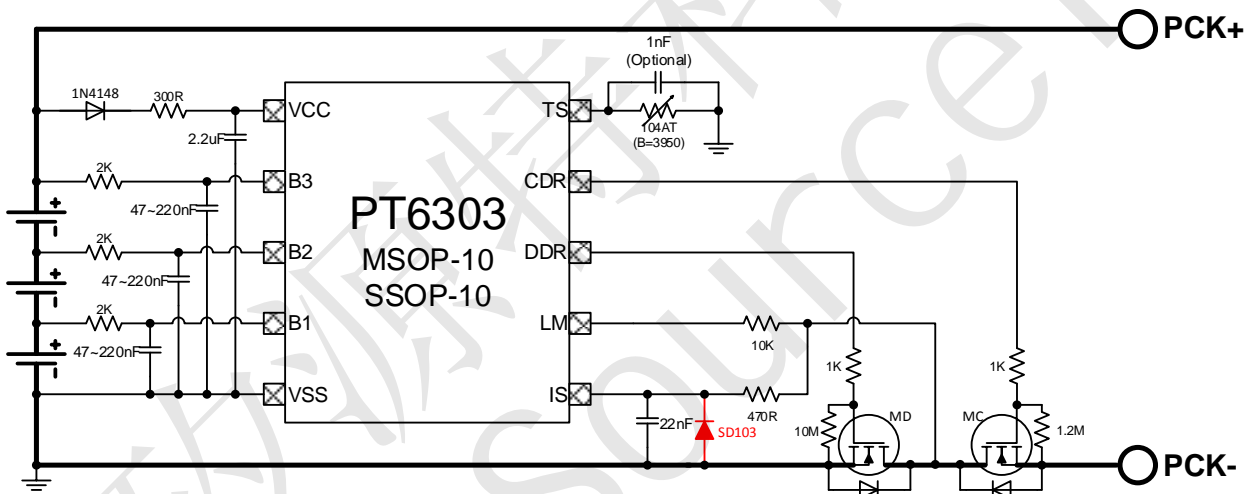 PCK+
1nF
(Optional)
1N4148
300R
VCC
TS
2.2uF
104AT
(B=3950)
2K
B3
CDR
+
47~220nF
PT6303
2K
B2
MSOP-10
DDR
+
47~220nF
SSOP-10
2K
B1
LM
10K
+
47~220nF
1K
1K
VSS
IS
22nF
SD103
470R
10M
MD
MC
1.2M
PCK-
source